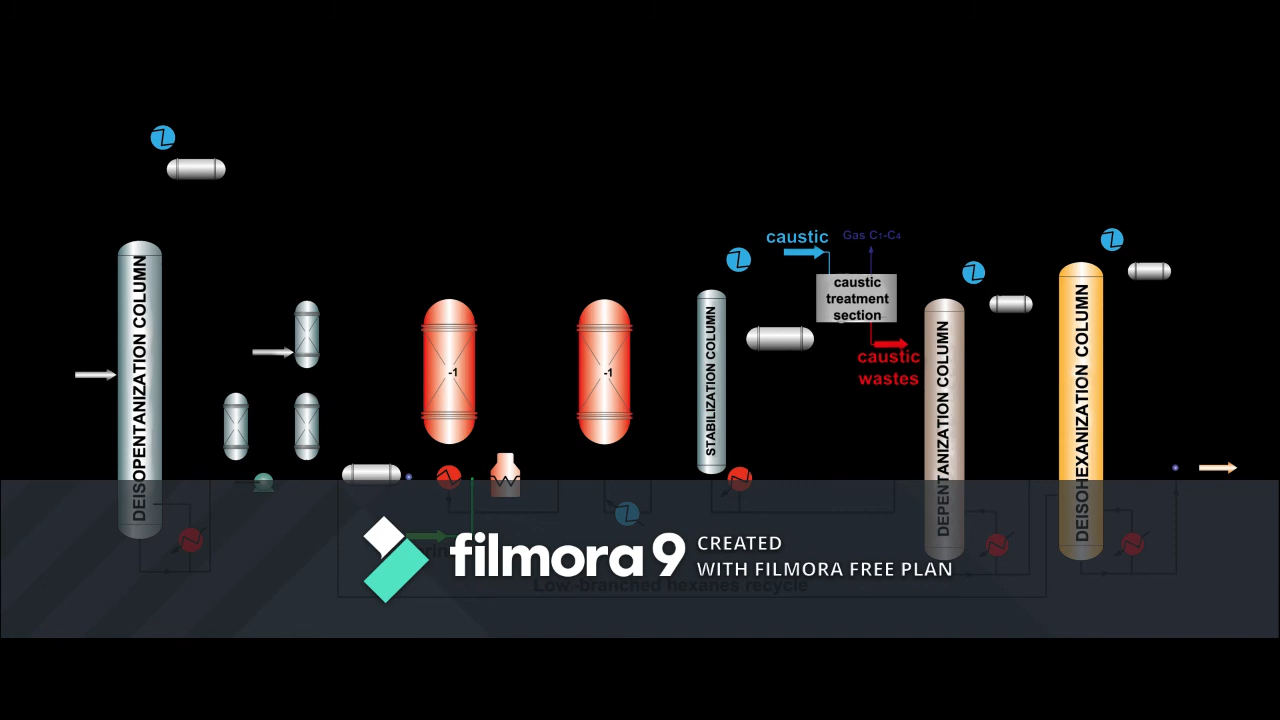 caustic
Gas C1-C4
caustic
treatment
section
caustic
wastes
DEISOPENTANIZATION COLUMN
-1
-1
STABILIZATION COLUMN
DEPENTANIZATION COLUMN
DEISOHEXANIZATION COLUMN
filmora 9
CREATED
WITH FILMORA FREE PLAN
Low-branched hexanes recycle